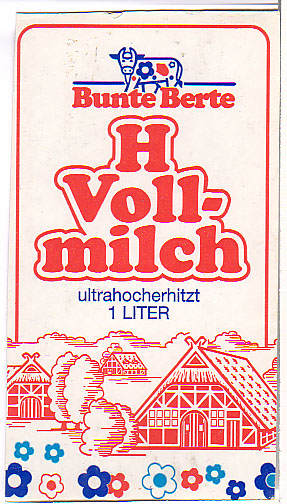 Bunte Berte
H
Voll-
milch
ultrahocherhitzt
1 LITER